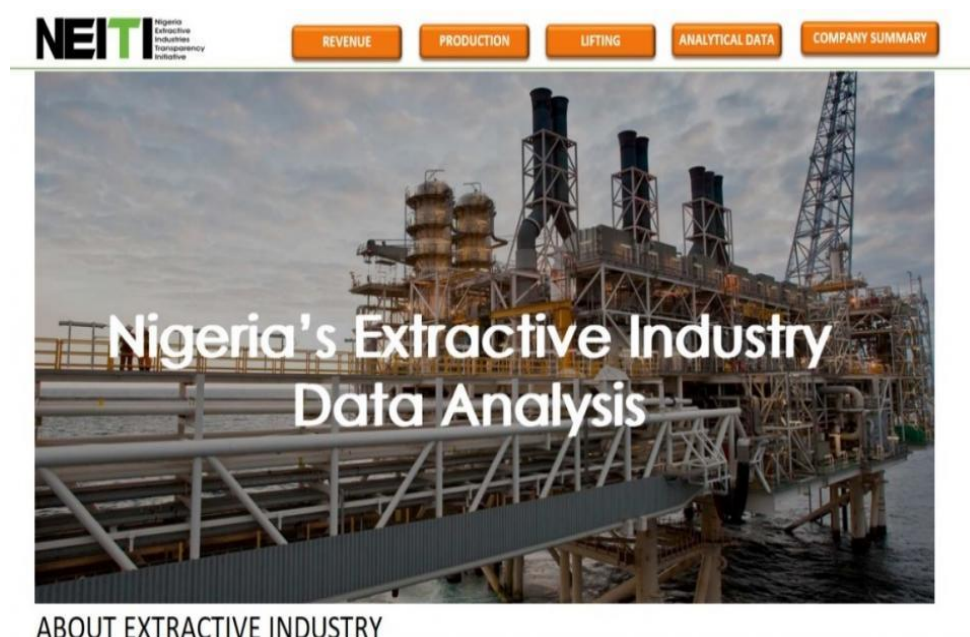 NEITI
Nigeria
Extractive
Industries
Transparency
Initiative
REVENUE
PRODUCTION
LIFTING
ANALYTICAL DATA
COMPANY SUMMARY
Nigeria's Extractive Industry
Data Analysis
ABOUT EXTRACTIVE INDUSTRY